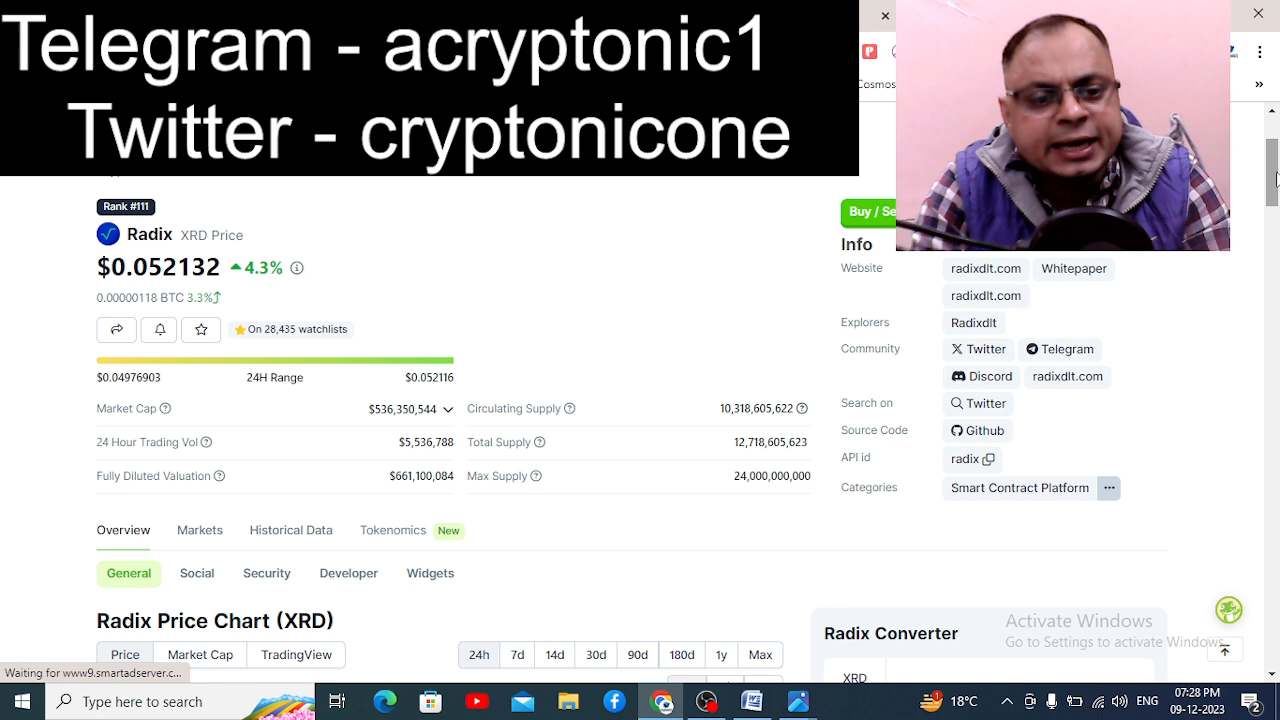 Telegram - acryptonic1
Twitter - cryptonicone
Cosmos
Rank #111
Radix XRD Price
$0.052132 4.3%
0.00000118 BTC 3.3%
On 28,435 watchlists
$0.04976903 24H Range $0.052116
Market Cap $536,350,544
24 Hour Trading Vol $5,536,788
Fully Diluted Valuation $661,100,084
Circulating Supply 10,318,605,622
Total Supply 12,718,605,623
Max Supply 24,000,000,000
Buy / Se
Info
Website radixdlt.com Whitepaper
radixdlt.com
Explorers Radixdlt
Community X Twitter Telegram
Discord radixdlt.com
Search on Twitter
Source Code Github
API id radix
Categories Smart Contract Platform ...
Overview Markets Historical Data Tokenomics New
General Social Security Developer Widgets
Radix Price Chart (XRD)
Price Market Cap TradingView
24h 7d 14d 30d 90d 180d 1y Max
Radix Converter
XRD
Activate Windows
Go to Settings to activate Windows.
Waiting for www9.smartadserver.c...
Type here to search
1 18°C ENG 07:28 PM
09-12-2023 2